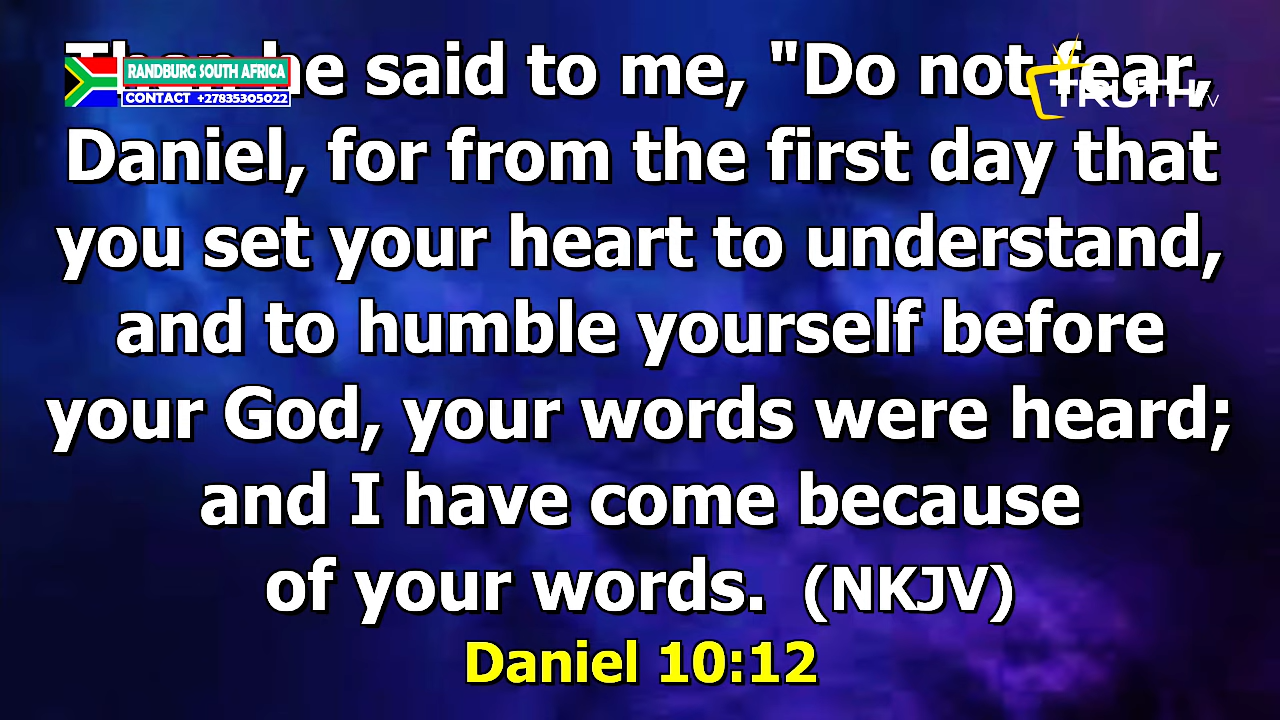 Then he said to me, "Do not fear,
RANDBURG SOUTH AFRICA
CONTACT +27835305022
TRUTH TV
Daniel, for from the first day that
you set your heart to understand,
and to humble yourself before
your God, your words were heard;
and I have come because
of your words. (NKJV)
Daniel 10:12